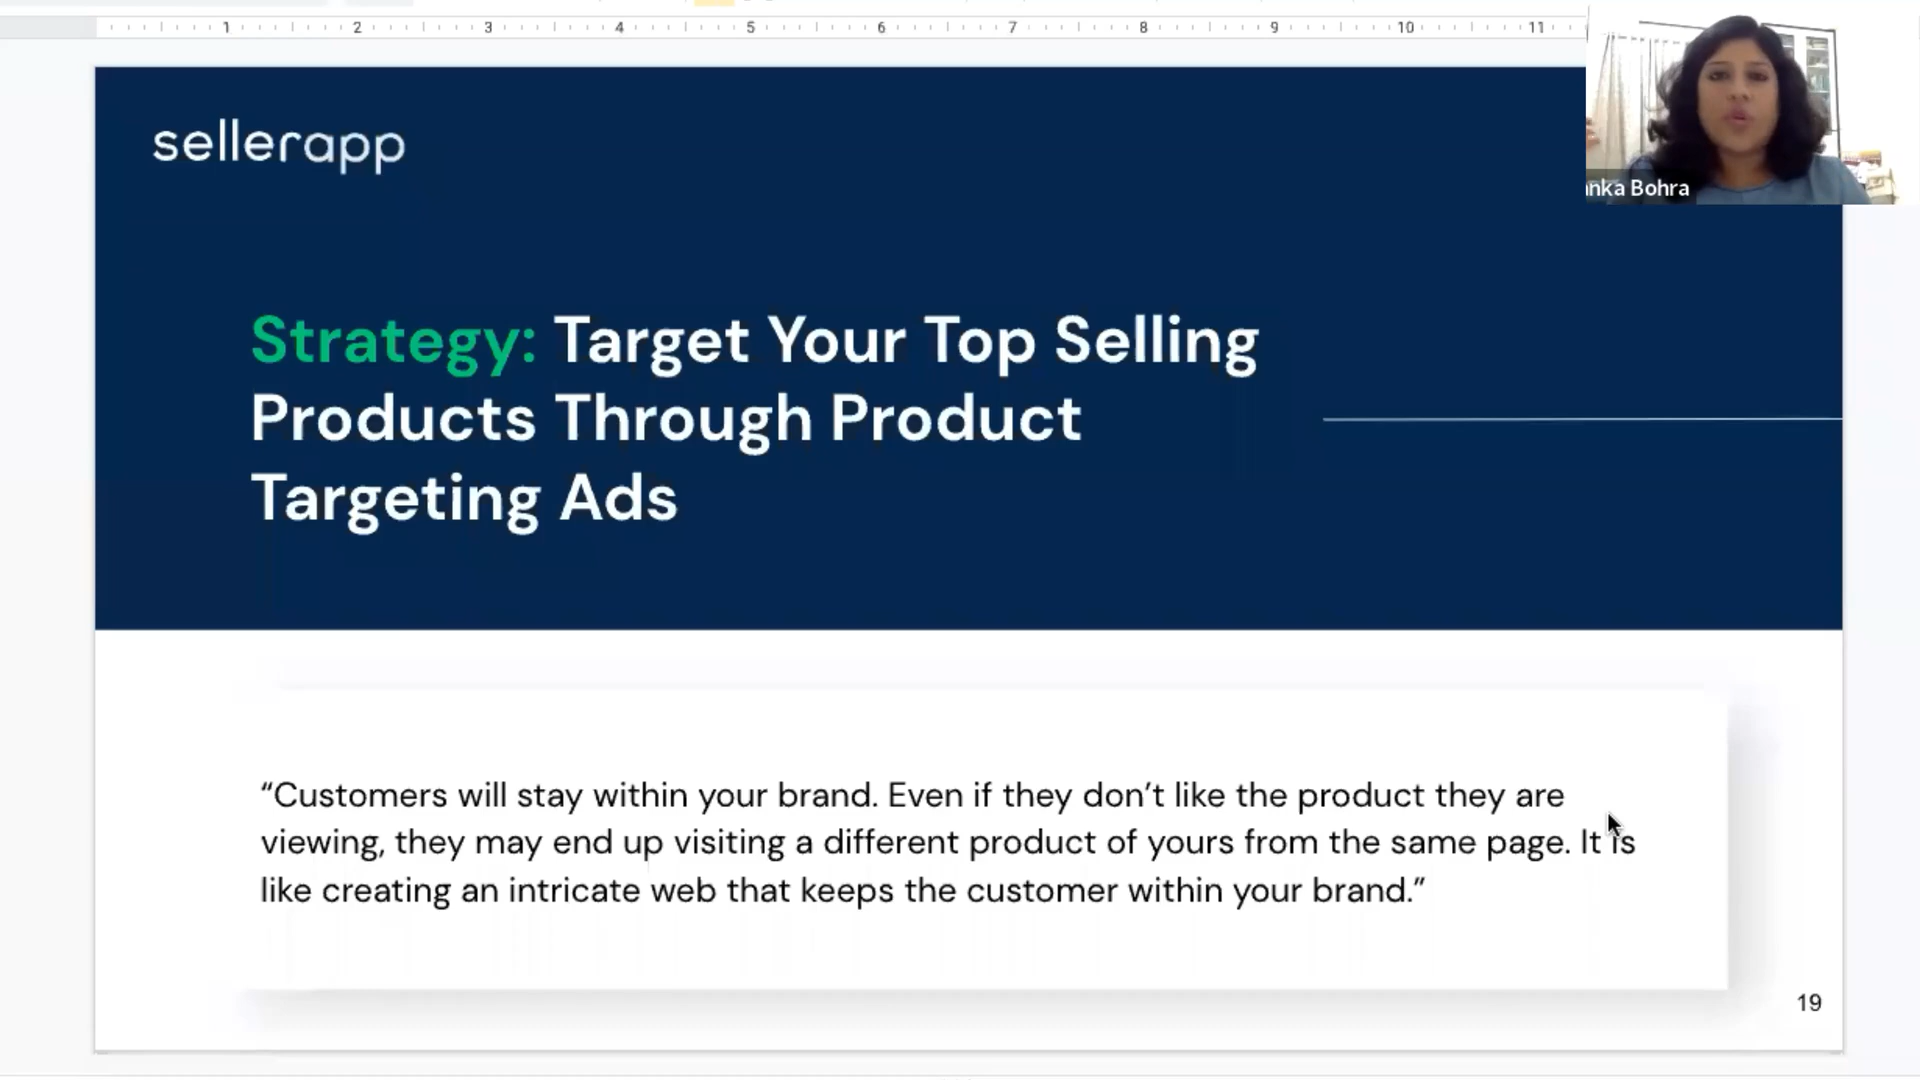 1 2 3 4 5 6 7 8 9 10 11
sellerapp
anka Bohra
Strategy: Target Your Top Selling
Products Through Product
Targeting Ads
“Customers will stay within your brand. Even if they don’t like the product they are
viewing, they may end up visiting a different product of yours from the same page. It is
like creating an intricate web that keeps the customer within your brand.”
19